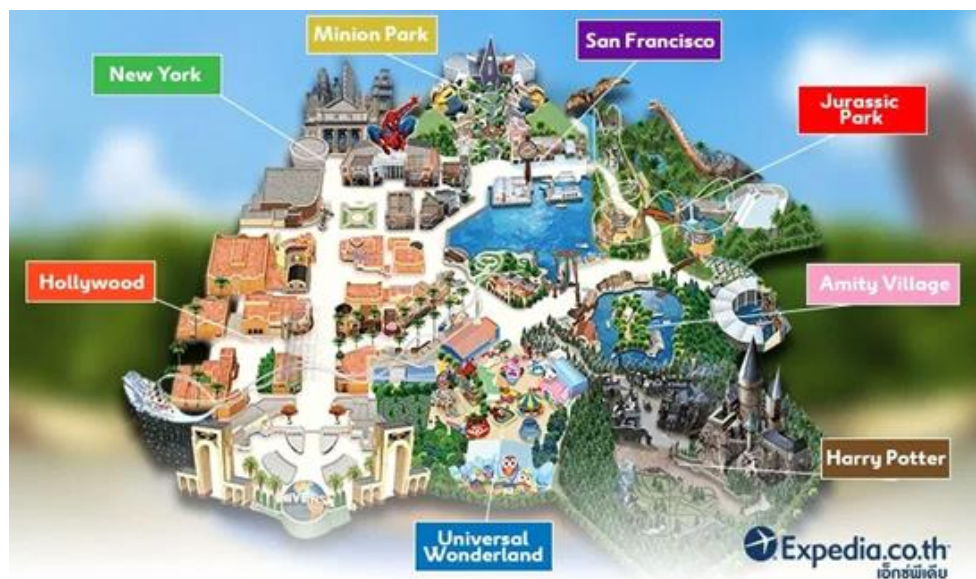 Minion Park
San Francisco
New York
Jurassic
Park
Hollywood
Amity Village
Harry Potter
Universal
Wonderland
Expedia.co.th
เอ็กซ์พีเดีย